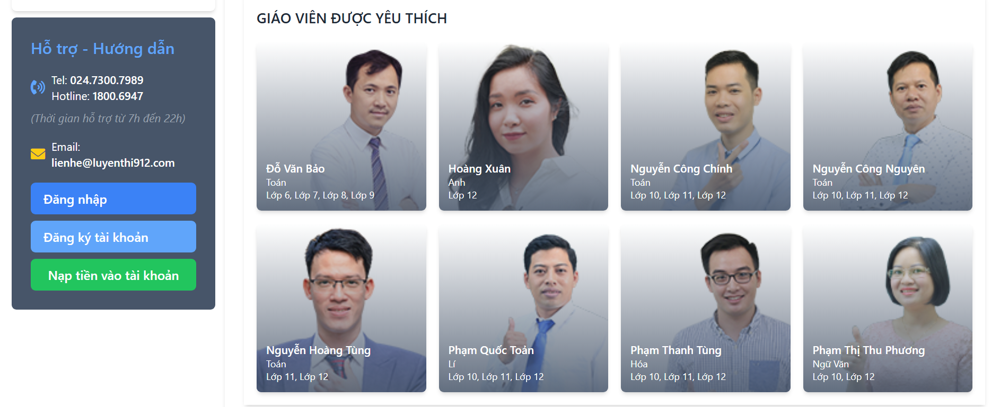 Hỗ trợ - Hướng dẫn
Tel: 024.7300.7989
Hotline: 1800.6947
(Thời gian hỗ trợ từ 7h đến 22h)
Email:
lienhe@luyenthi912.com
Đăng nhập
Đăng ký tài khoản
Nạp tiền vào tài khoản
GIÁO VIÊN ĐƯỢC YÊU THÍCH
Đỗ Văn Bảo
Toán
Lớp 6, Lớp 7, Lớp 8, Lớp 9
Hoàng Xuân
Anh
Lớp 12
Nguyễn Công Chính
Toán
Lớp 10, Lớp 11, Lớp 12
Nguyễn Công Nguyên
Toán
Lớp 10, Lớp 11, Lớp 12
Nguyễn Hoàng Tùng
Toán
Lớp 11, Lớp 12
Phạm Quốc Toản
Lí
Lớp 10, Lớp 11, Lớp 12
Phạm Thanh Tùng
Hóa
Lớp 10, Lớp 11, Lớp 12
Phạm Thị Thu Phương
Ngữ Văn
Lớp 10, Lớp 12